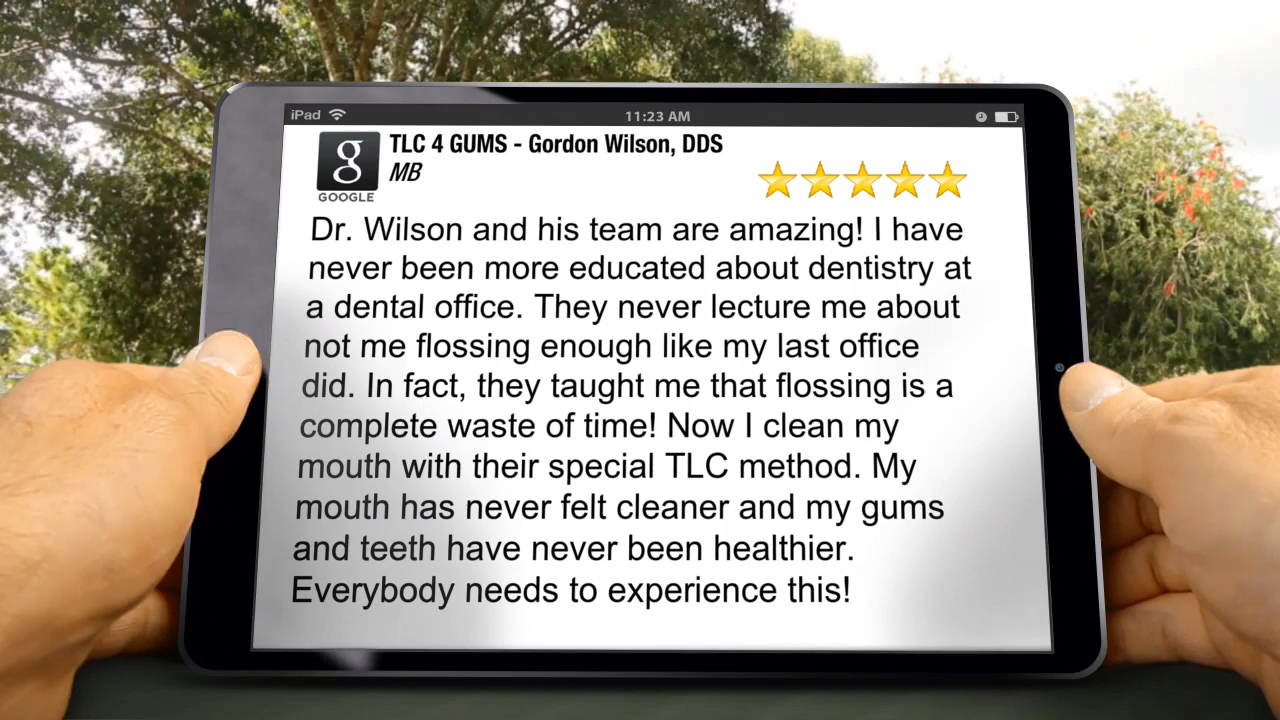 iPad
11:23 AM
g
GOOGLE
TLC 4 GUMS - Gordon Wilson, DDS
MB
Dr. Wilson and his team are amazing! I have
never been more educated about dentistry at
a dental office. They never lecture me about
not me flossing enough like my last office
did. In fact, they taught me that flossing is a
complete waste of time! Now I clean my
mouth with their special TLC method. My
mouth has never felt cleaner and my gums
and teeth have never been healthier.
Everybody needs to experience this!